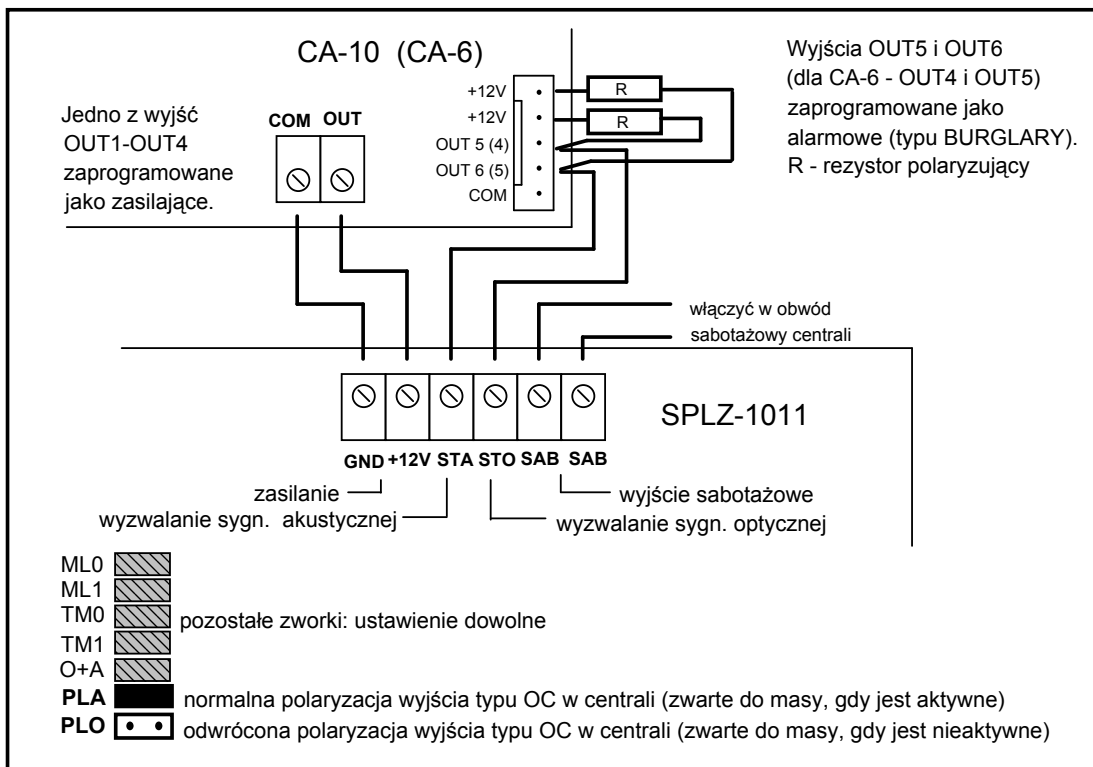 CA-10 (CA-6)
Jedno z wyjść
OUT1-OUT4
zaprogramowane
jako zasilające.
COM OUT
+12V
+12V
OUT 5 (4)
OUT 6 (5)
COM
R
R
Wyjścia OUT5 i OUT6
(dla CA-6 - OUT4 i OUT5)
zaprogramowane jako
alarmowe (typu BURGLARY).
R - rezystor polaryzujący
włączyć w obwód
sabotażowy centrali
SPLZ-1011
GND +12V STA STO SAB SAB
zasilanie
wyjście sabotażowe
wyzwalanie sygn. akustycznej
wyzwalanie sygn. optycznej
ML0
ML1
TM0
pozostałe zworki: ustawienie dowolne
TM1
O+A
PLA normalna polaryzacja wyjścia typu OC w centrali (zwarte do masy, gdy jest aktywne)
PLO odwrócona polaryzacja wyjścia typu OC w centrali (zwarte do masy, gdy jest nieaktywne)